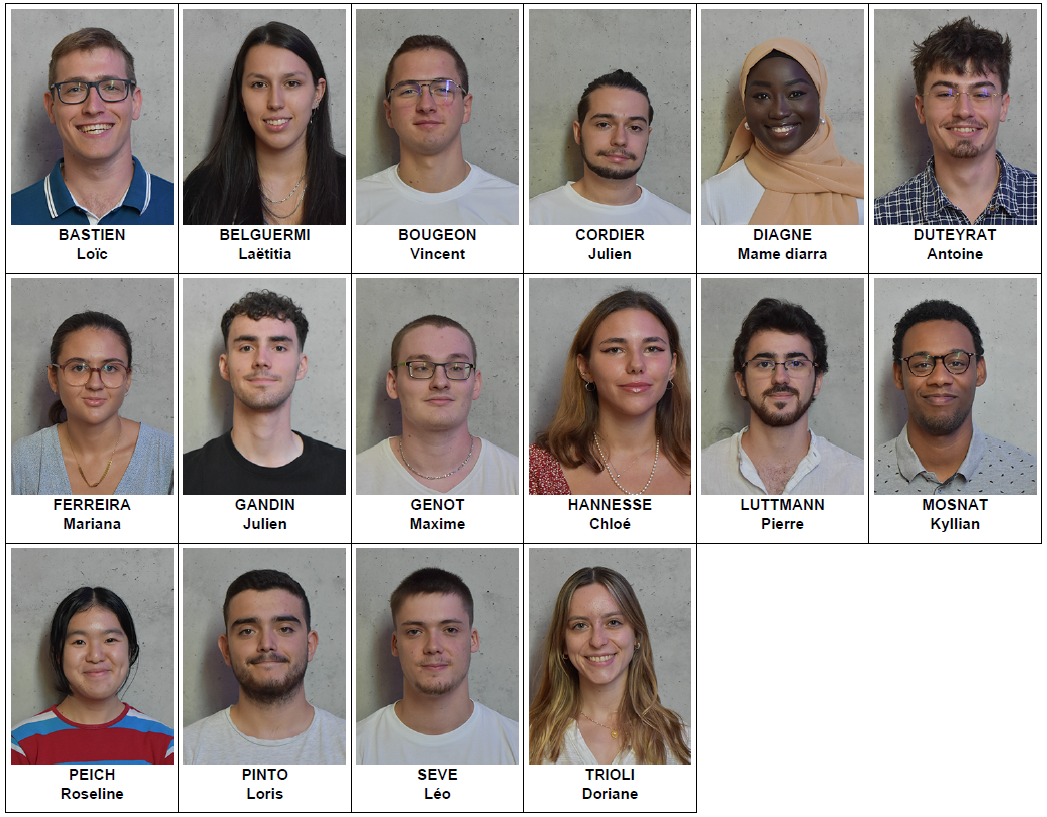 BASTIEN
Loïc
BELGUERMI
Laëtitia
BOUGEON
Vincent
CORDIER
Julien
DIAGNE
Mame diarra
DUTEYRAT
Antoine
FERREIRA
Mariana
GANDIN
Julien
GENOT
Maxime
HANNESSE
Chloé
LUTTMANN
Pierre
MOSNAT
Kyllian
PEICH
Roseline
PINTO
Loris
SEVE
Léo
TRIOLI
Doriane